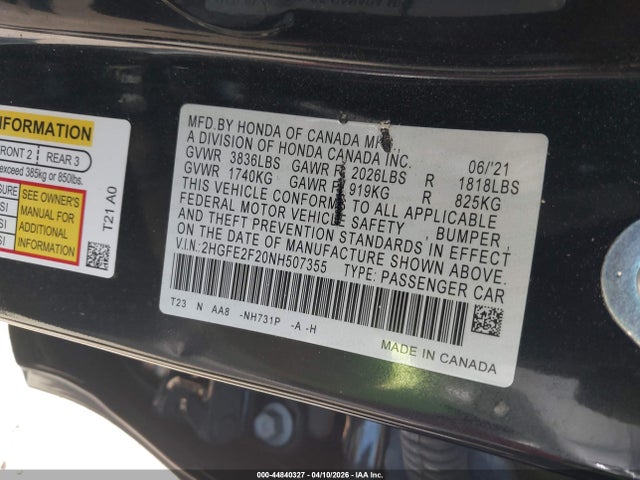 INFORMATION
FRONT 2 REAR 3
exceed 385kg or 850lbs.
SEE OWNER'S
MANUAL FOR
ADDITIONAL
INFORMATION
T21 A0
MFD.BY HONDA OF CANADA MFG.,
A DIVISION OF HONDA CANADA INC. 06/'21
GVWR 3836LBS GAWR F 2026LBS R 1818LBS
GVWR 1740KG GAWR F 919KG R 825KG
THIS VEHICLE CONFORMS TO ALL APPLICABLE
FEDERAL MOTOR VEHICLE SAFETY, BUMPER,
AND THEFT PREVENTION STANDARDS IN EFFECT
ON THE DATE OF MANUFACTURE SHOWN ABOVE.
V.I.N.:2HGFE2F20NH507355 TYPE: PASSENGER CAR
T23 N AA8 -NH731P -A -H
MADE IN CANADA
000-44840327 - 04/10/2026 - IAA Inc.